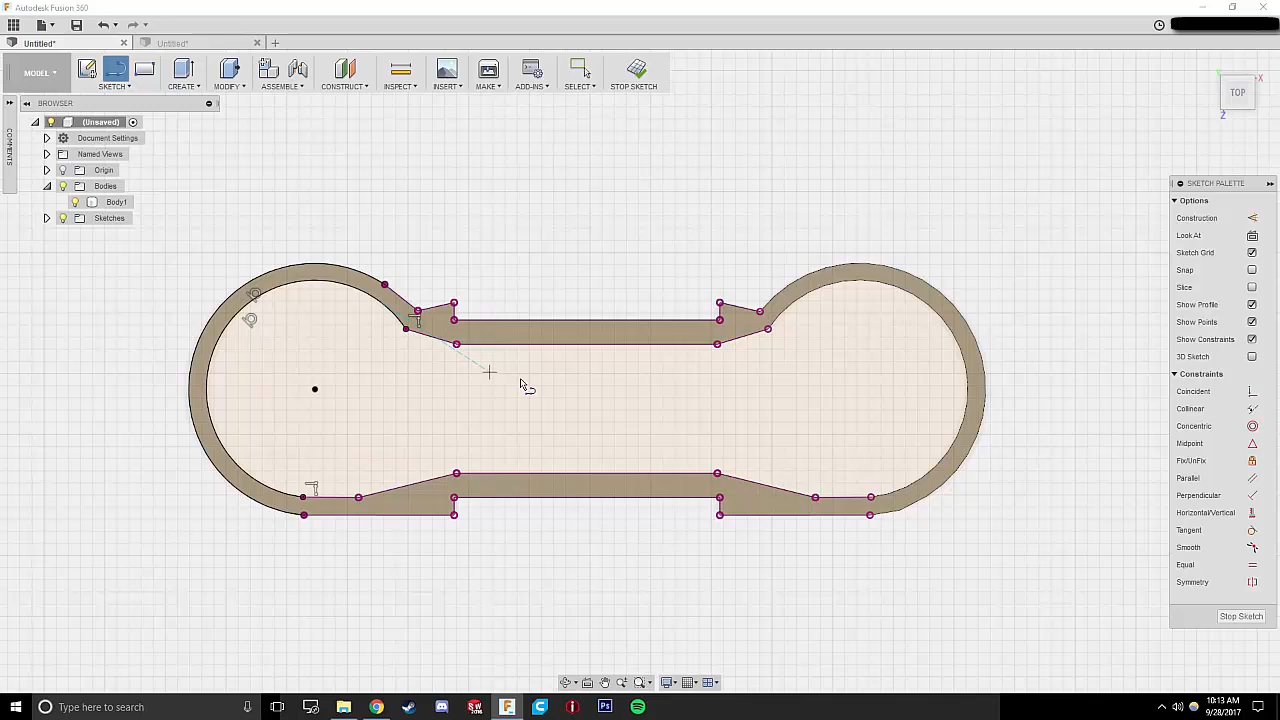 Autodesk Fusion 360
Untitled*
Untitled*
MODEL
SKETCH
CREATE
MODIFY
ASSEMBLE
CONSTRUCT
INSPECT
INSERT
MAKE
ADD-INS
SELECT
STOP SKETCH
BROWSER
(Unsaved)
Document Settings
Named Views
Origin
Bodies
Body1
Sketches
COMMENTS
TOP
X
Z
SKETCH PALETTE
Options
Construction
Look At
Sketch Grid
Snap
Slice
Show Profile
Show Points
Show Constraints
3D Sketch
Constraints
Coincident
Collinear
Concentric
Midpoint
Fix/UnFix
Parallel
Perpendicular
Horizontal/Vertical
Tangent
Smooth
Equal
Symmetry
Stop Sketch
Type here to search
10:13 AM
9/28/2017